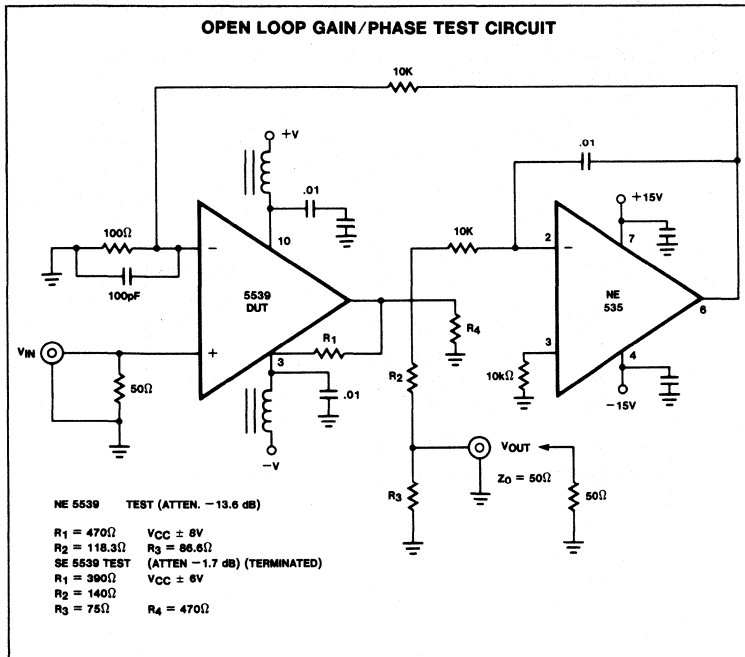 OPEN LOOP GAIN/PHASE TEST CIRCUIT
10K
+V
.01
.01
+15V
100Ω
10
10K
2
7
100pF
−
5539
DUT
−
NE
535
6
R4
R1
VIN
+
3
3
4
R2
10kΩ
50Ω
.01
−15V
−V
VOUT
ZO = 50Ω
R3
50Ω
NE 5539 TEST (ATTEN. −13.6 dB)
R1 = 470Ω VCC ± 8V
R2 = 118.3Ω R3 = 86.6Ω
SE 5539 TEST (ATTEN −1.7 dB) (TERMINATED)
R1 = 390Ω VCC ± 6V
R2 = 140Ω
R3 = 75Ω R4 = 470Ω